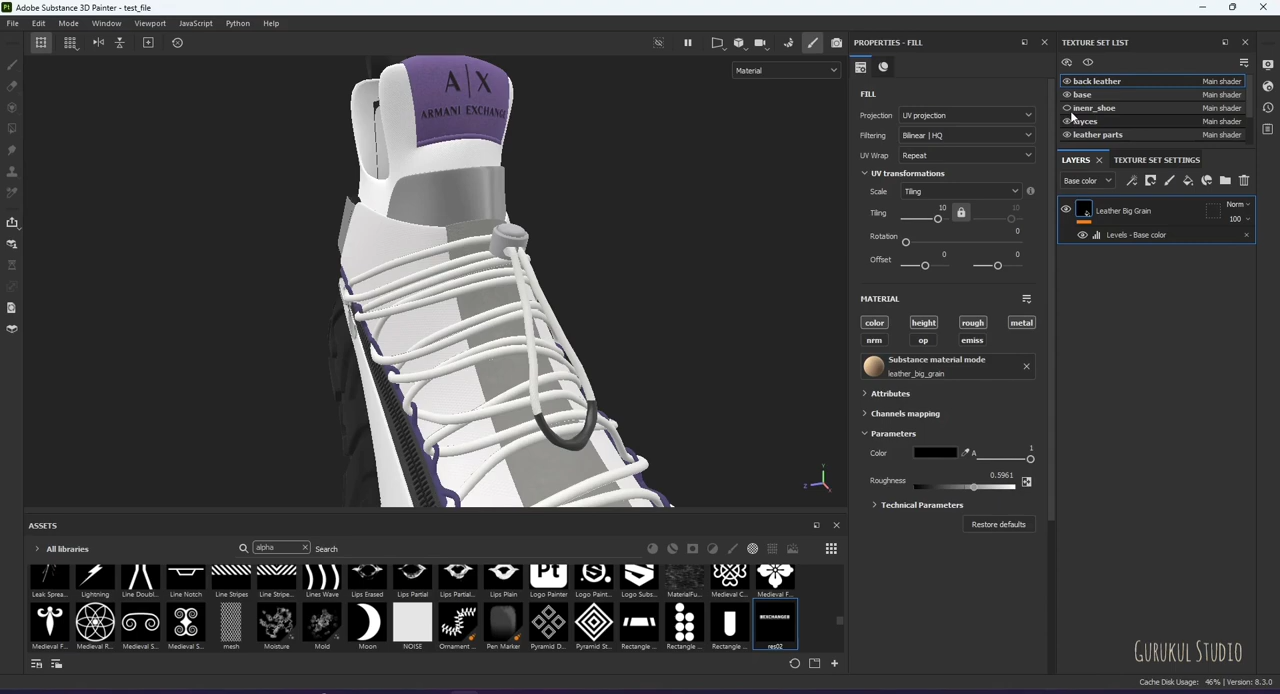 Adobe Substance 3D Painter - test_file
File Edit Mode Window Viewport JavaScript Python Help
Material
A|X
ARMANI EXCHANGE
PROPERTIES - FILL
FILL
Projection UV projection
Filtering Bilinear | HQ
UV Wrap Repeat
UV transformations
Scale Tiling
Tiling 10 10
Rotation 0
Offset 0 0
MATERIAL
color height rough metal
nrm op emiss
Substance material mode
leather_big_grain
Attributes
Channels mapping
Parameters
Color A 1
Roughness 0.5961
Technical Parameters
Restore defaults
TEXTURE SET LIST
back leather Main shader
base Main shader
inenr_shoe Main shader
Main shader
leather parts Main shader
LAYERS TEXTURE SET SETTINGS
Base color
Leather Big Grain Norm
100
Levels - Base color
ASSETS
All libraries alpha Search
Leak Sprea... Lightning Line Doubl... Line Notch Line Stripes Line Stripe... Lines Wave Lips Erased Lips Partial Lips Partial... Lips Plain Logo Painter Logo Paint... Logo Subs... MaterialFu... Medieval C... Medieval F...
Medieval F... Medieval R... Medieval S... Medieval S... mesh Moisture Mold Moon NOISE Ornament ... Pen Marker Pyramid D... Pyramid St... Rectangle ... Rectangle ... Rectangle ... res02
GURUKUL STUDIO
Cache Disk Usage: 46% | Version: 8.3.0